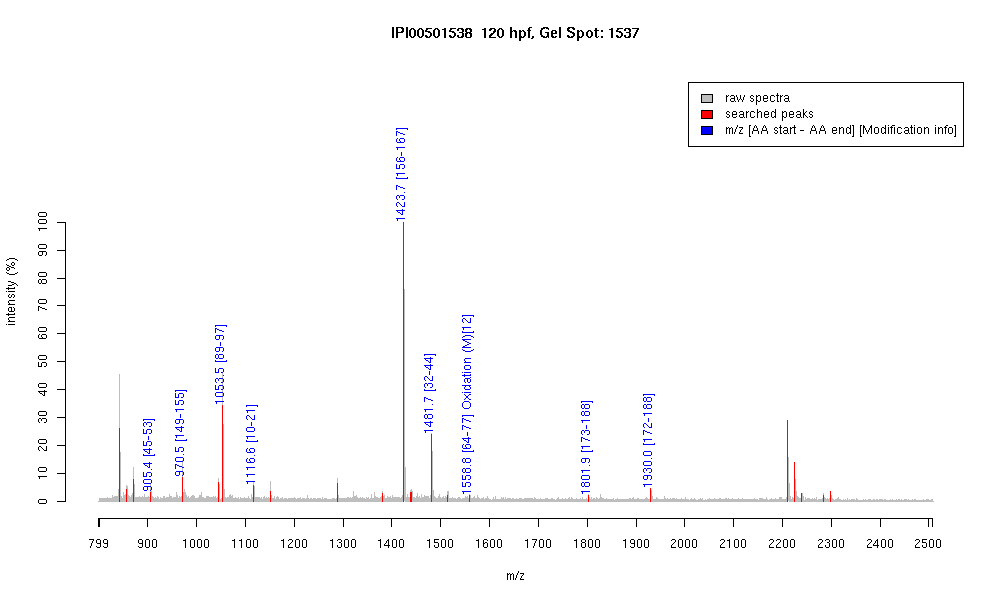 IPI00501538 120 hpf, Gel Spot: 1537
raw spectra
searched peaks
m/z [AA start - AA end] [Modification info]
intensity (%)
100
90
80
70
60
50
40
30
20
10
0
905.4 [45-53]
970.5 [149-155]
1053.5 [89-97]
1116.6 [10-21]
1423.7 [156-167]
1481.7 [32-44]
1558.8 [64-77] Oxidation (M)[12]
1801.9 [173-188]
1930.0 [172-188]
799 900 1000 1100 1200 1300 1400 1500 1600 1700 1800 1900 2000 2100 2200 2300 2400 2500
m/z